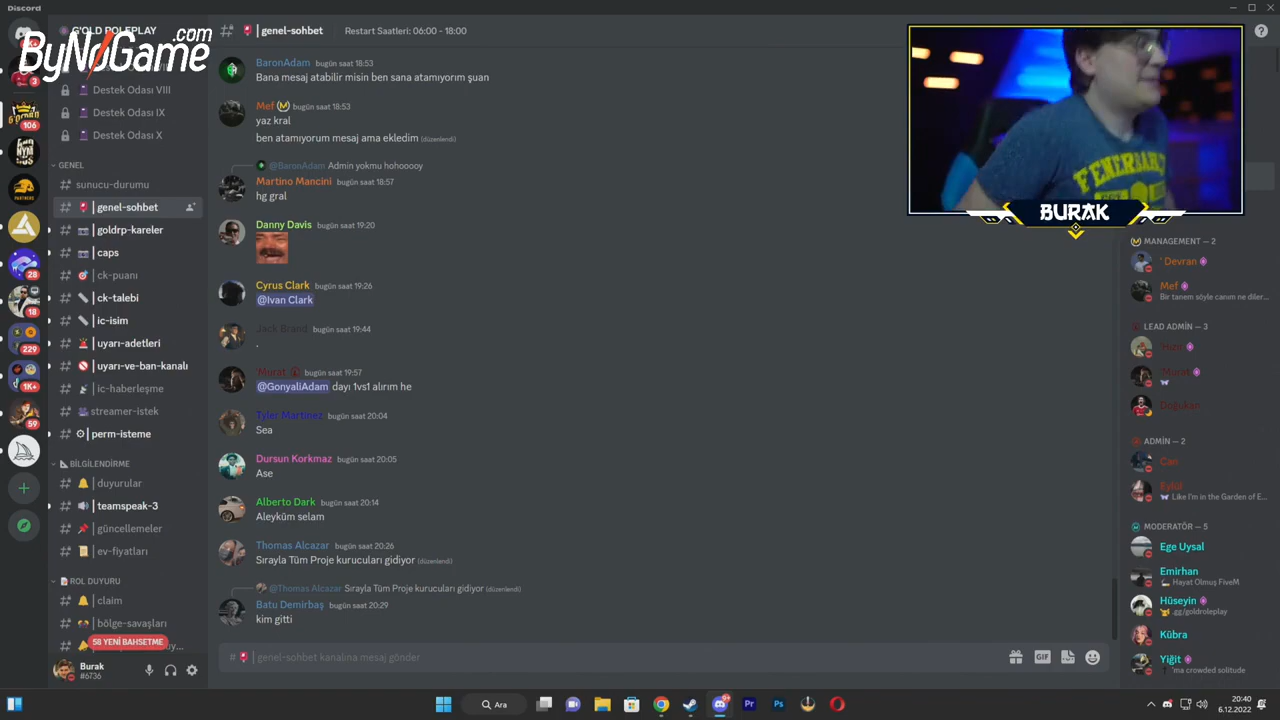 Discord
G'OLD ROLEPLAY
ByNoGame.com
Destek Odası VIII
Destek Odası IX
Destek Odası X
GENEL
sunucu-durumu
genel-sohbet
goldrp-kareler
caps
ck-puanı
ck-talebi
ic-isim
uyarı-adetleri
uyarı-ve-ban-kanalı
ic-haberleşme
streamer-istek
perm-isteme
BİLGİLENDİRME
duyurular
teamspeak-3
güncellemeler
ev-fiyatları
ROL DUYURU
claim
bölge-savaşları
58 YENİ BAHSETME
Burak
#6736
3
106
28
18
229
1K+
59
genel-sohbet Restart Saatleri: 06:00 - 18:00
BaronAdam bugün saat 18:53
Bana mesaj atabilir misin ben sana atamıyorım şuan
Mef bugün saat 18:53
yaz kral
ben atamıyorum mesaj ama ekledim (düzenlendi)
@BaronAdam Admin yokmu hohooooy
Martino Mancini bugün saat 18:57
hg gral
Danny Davis bugün saat 19:20
Cyrus Clark bugün saat 19:26
@Ivan Clark
Jack Brand bugün saat 19:44
.
'Murat bugün saat 19:57
@GonyaliAdam dayı 1vs1 alırım he
Tyler Martinez bugün saat 20:04
Sea
Dursun Korkmaz bugün saat 20:05
Ase
Alberto Dark bugün saat 20:14
Aleyküm selam
Thomas Alcazar bugün saat 20:26
Sırayla Tüm Proje kurucuları gidiyor (düzenlendi)
@Thomas Alcazar Sırayla Tüm Proje kurucuları gidiyor (düzenlendi)
Batu Demirbaş bugün saat 20:29
kim gitti
genel-sohbet kanalına mesaj gönder
GIF
FENERBAH
BURAK
MANAGEMENT — 2
' Devran
Mef
Bir tanem söyle canım ne diler...
LEAD ADMİN — 3
'Murat
Doğukan
ADMİN — 2
Can
Eylül
Like I'm in the Garden of E...
MODERATÖR — 5
Ege Uysal
Emirhan
Hayat Olmuş FiveM
Hüseyin
.gg/goldroleplay
Kübra
Yiğit
'ma crowded solitude
Ara
20:40
6.12.2022